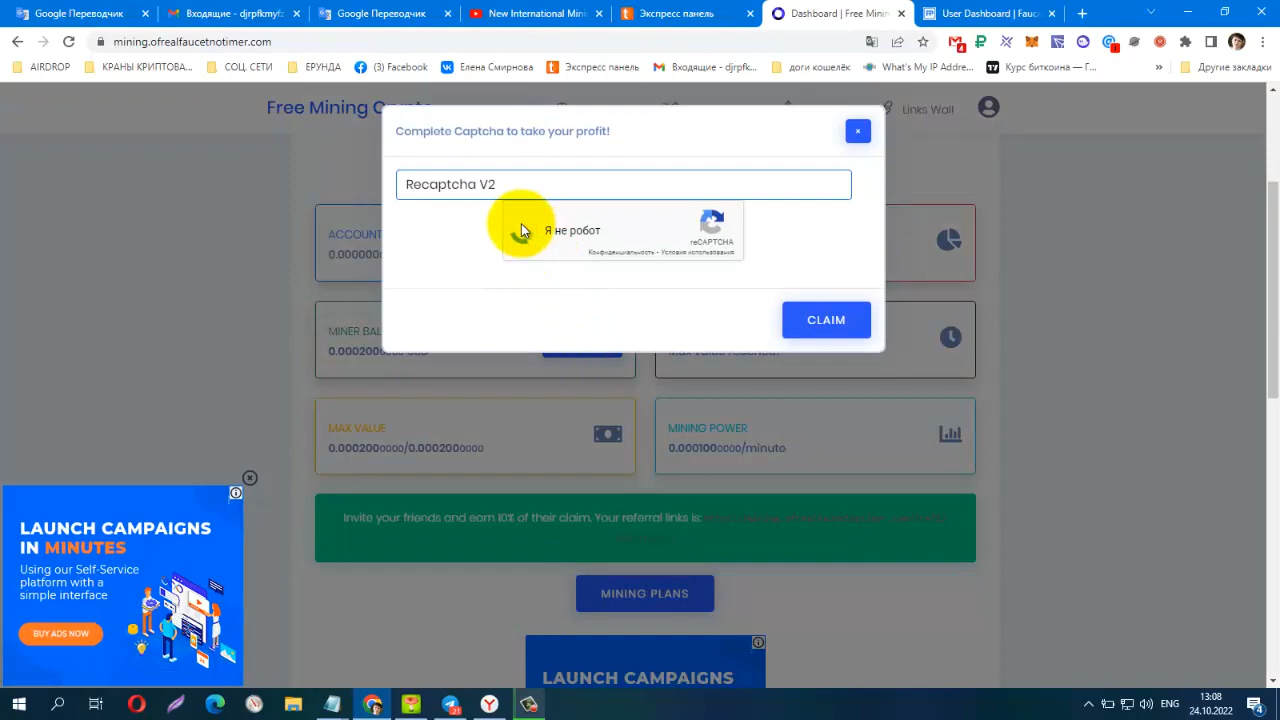 Google Переводчик
Входящие - djrpkfmyf
Google Переводчик
New International Min
Экспресс панель
Dashboard | Free Minin
User Dashboard | Fauc
mining.ofrealfaucetnotimer.com
AIRDROP
КРАНЫ КРИПТОВА...
СОЦ. СЕТИ
ЕРУНДА
(3) Facebook
Елена Смирнова
Экспресс панель
Входящие - djrpfk...
доги кошелёк
What's My IP Addre...
Курс биткоина — Г...
»
Другие закладки
Links Wall
Complete Captcha to take your profit!
×
Recaptcha V2
Я не робот
reCAPTCHA
Конфиденциальность • Условия использования
CLAIM
ACCOUNT
MINER BAL
MAX VALUE
0.0002000000/0.0002000000
MINING POWER
0.0001000000/minute
Invite your friends and earn 10% of their claim. Your referral links is:
MINING PLANS
LAUNCH CAMPAIGNS
IN MINUTES
Using our Self-Service
platform with a
simple interface
BUY ADS NOW
LAUNCH CAMPAIGNS
ENG
13:08
24.10.2022